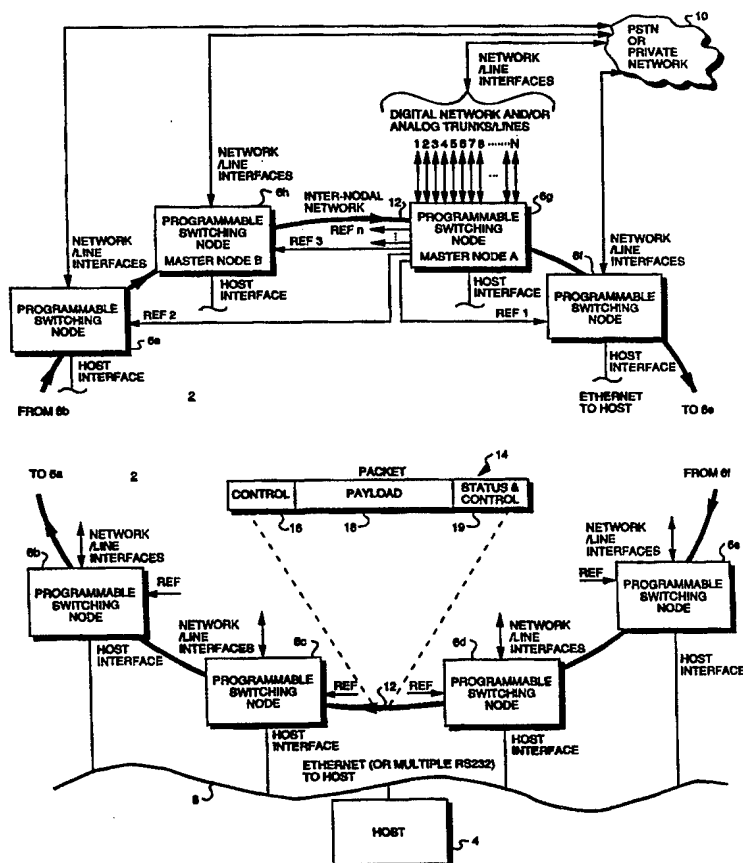 10
PSTN
OR
PRIVATE
NETWORK
NETWORK
/LINE
INTERFACES
DIGITAL NETWORK AND/OR
ANALOG TRUNKS/LINES
1 2 3 4 5 6 7 8 ....... N
...
NETWORK
/LINE
INTERFACES
6h
PROGRAMMABLE
SWITCHING
NODE
MASTER NODE B
INTER-NODAL
NETWORK
12
REF n
REF 3
6g
PROGRAMMABLE
SWITCHING
NODE
MASTER NODE A
NETWORK
/LINE
INTERFACES
HOST
INTERFACE
HOST
INTERFACE
6f
NETWORK
/LINE
INTERFACES
PROGRAMMABLE
SWITCHING
NODE
6a
REF 2
REF 1
PROGRAMMABLE
SWITCHING
NODE
HOST
INTERFACE
HOST
INTERFACE
FROM 6b
2
ETHERNET
TO HOST
TO 6e
TO 6a
2
PACKET
14
FROM 6f
CONTROL
PAYLOAD
STATUS &
CONTROL
16
18
19
6b
NETWORK
/LINE
INTERFACES
NETWORK
/LINE
INTERFACES
6e
PROGRAMMABLE
SWITCHING
NODE
REF
REF
PROGRAMMABLE
SWITCHING
NODE
NETWORK
/LINE
INTERFACES
6c
6d
NETWORK
/LINE
INTERFACES
HOST
INTERFACE
PROGRAMMABLE
SWITCHING
NODE
REF
12
REF
PROGRAMMABLE
SWITCHING
NODE
HOST
INTERFACE
HOST
INTERFACE
HOST
INTERFACE
ETHERNET (OR MULTIPLE RS232)
TO HOST
8
HOST
4